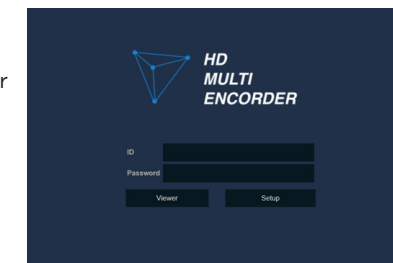 HD
MULTI
ENCORDER
r
ID
Password
Viewer Setup